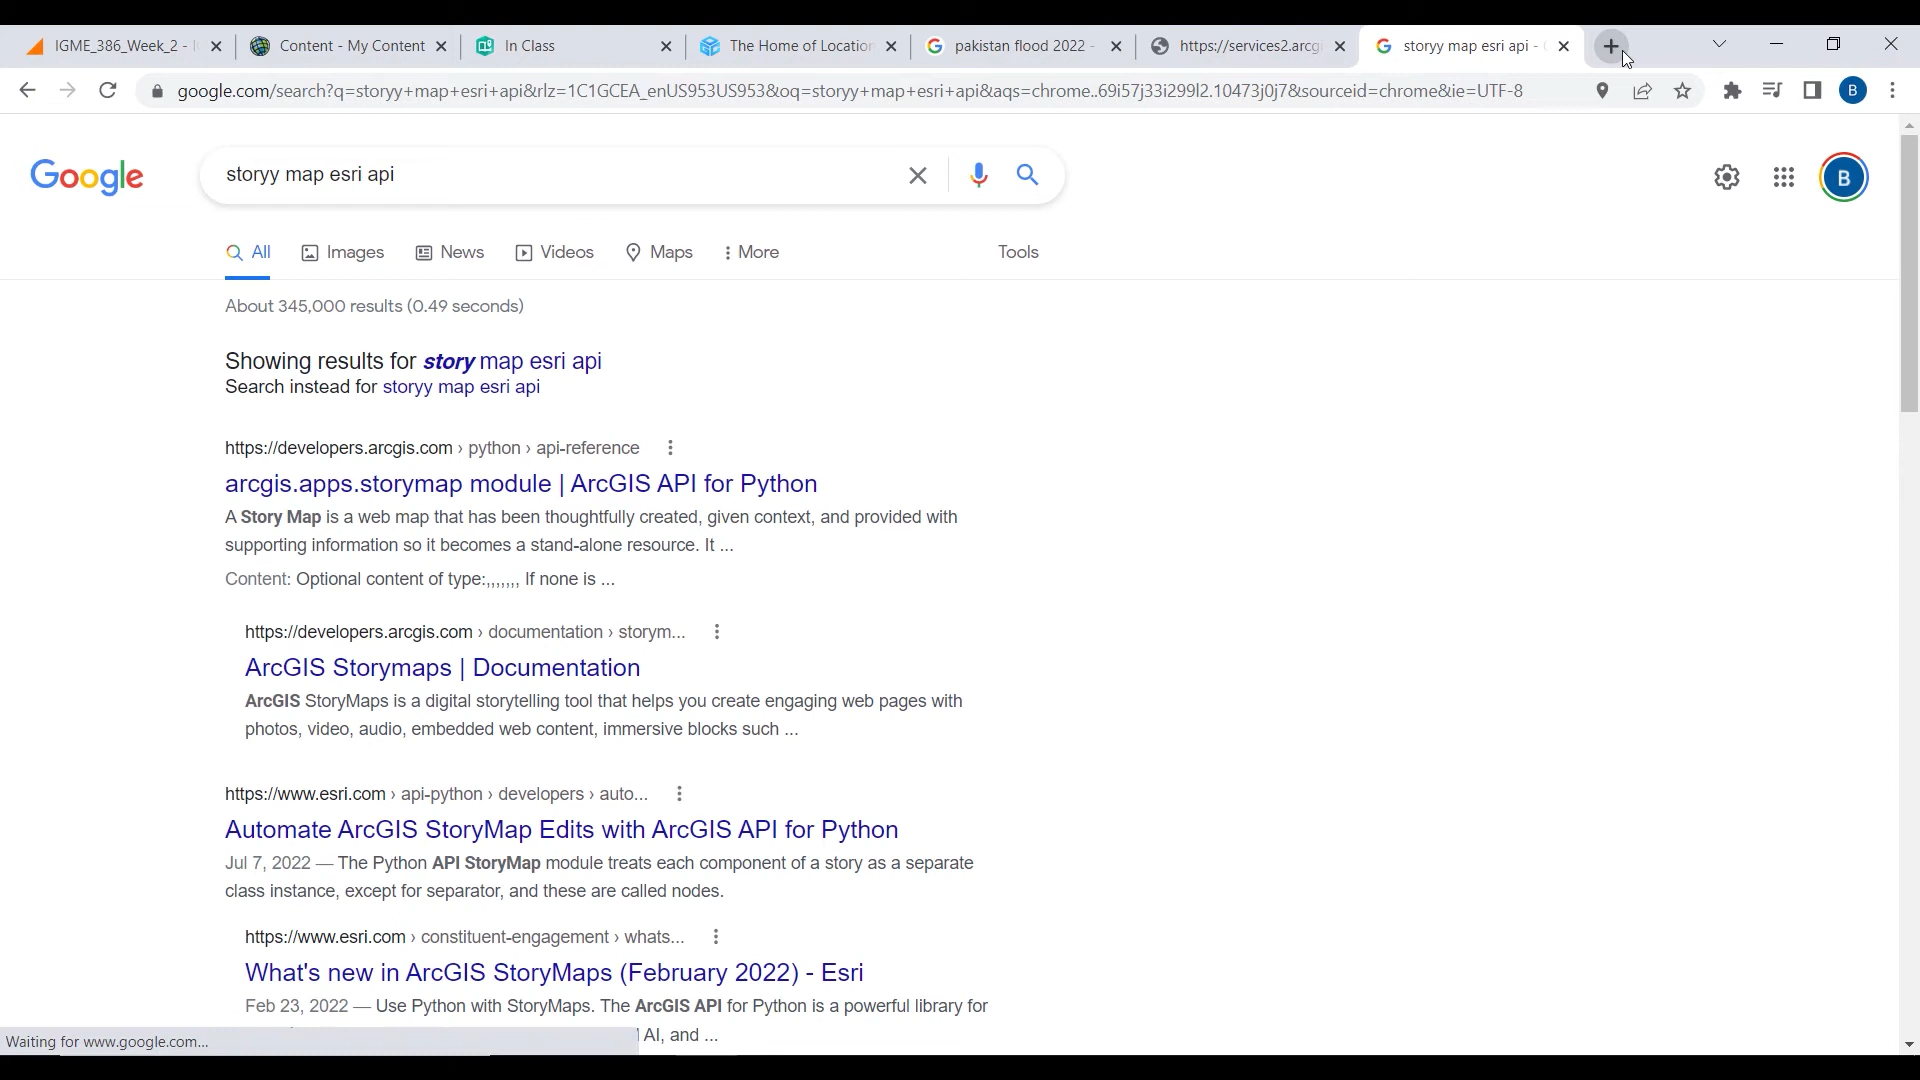 IGME_386_Week_2 -
Content - My Content
In Class
The Home of Location
pakistan flood 2022 -
https://services2.arcg
storyy map esri api -
google.com/search?q=storyy+map+esri+api&rlz=1C1GCEA_enUS953US953&oq=storyy+map+esri+api&aqs=chrome..69i57j33i299l2.10473j0j7&sourceid=chrome&ie=UTF-8
B
Google
storyy map esri api
B
All
Images
News
Videos
Maps
More
Tools
About 345,000 results (0.49 seconds)
Showing results for story map esri api
Search instead for storyy map esri api
https://developers.arcgis.com › python › api-reference
arcgis.apps.storymap module | ArcGIS API for Python
A Story Map is a web map that has been thoughtfully created, given context, and provided with
supporting information so it becomes a stand-alone resource. It ...
Content: Optional content of type:,,,,,,, If none is ...
https://developers.arcgis.com › documentation › storym...
ArcGIS Storymaps | Documentation
ArcGIS StoryMaps is a digital storytelling tool that helps you create engaging web pages with
photos, video, audio, embedded web content, immersive blocks such ...
https://www.esri.com › api-python › developers › auto...
Automate ArcGIS StoryMap Edits with ArcGIS API for Python
Jul 7, 2022 — The Python API StoryMap module treats each component of a story as a separate
class instance, except for separator, and these are called nodes.
https://www.esri.com › constituent-engagement › whats...
What's new in ArcGIS StoryMaps (February 2022) - Esri
Feb 23, 2022 — Use Python with StoryMaps. The ArcGIS API for Python is a powerful library for
AI, and ...
Waiting for www.google.com...